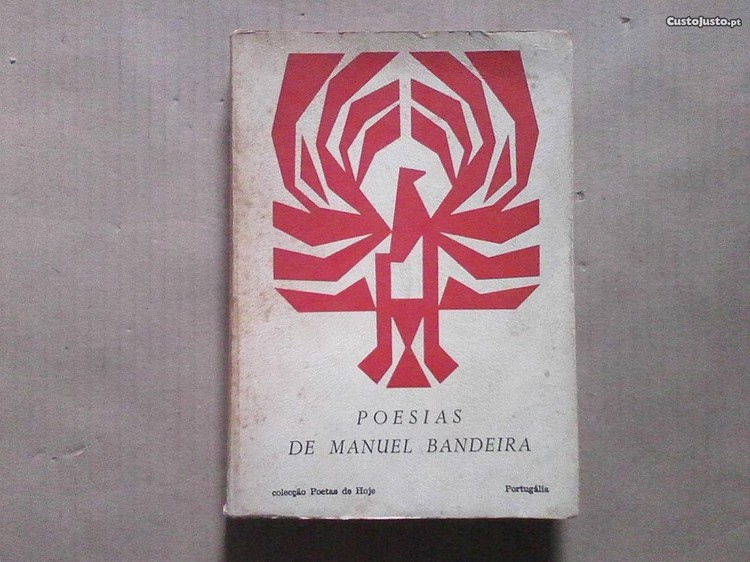 CustoJusto.pt
POESIAS
DE MANUEL BANDEIRA
colecção Poetas de Hoje
Portugália